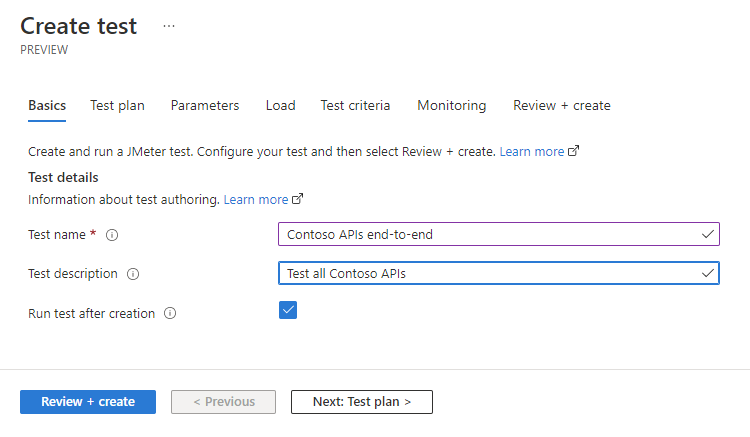 Create test ...
PREVIEW
Basics Test plan Parameters Load Test criteria Monitoring Review + create
Create and run a JMeter test. Configure your test and then select Review + create. Learn more
Test details
Information about test authoring. Learn more
Test name * Contoso APIs end-to-end
Test description Test all Contoso APIs
Run test after creation
Review + create < Previous Next: Test plan >